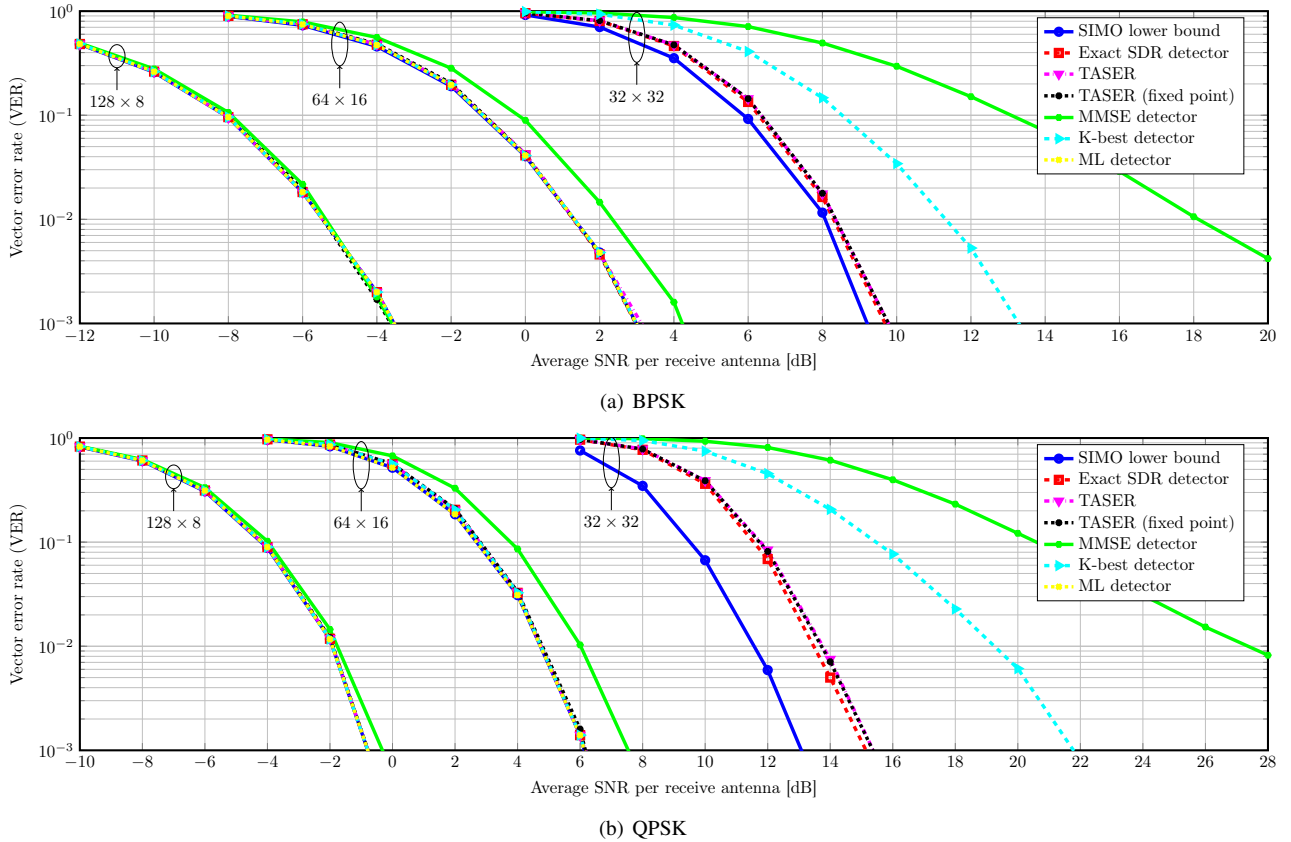 10⁰
10⁻¹
10⁻²
10⁻³
Vector error rate (VER)
128 × 8
64 × 16
32 × 32
SIMO lower bound
Exact SDR detector
TASER
TASER (fixed point)
MMSE detector
K-best detector
ML detector
−12 −10 −8 −6 −4 −2 0 2 4 6 8 10 12 14 16 18 20
Average SNR per receive antenna [dB]
(a) BPSK
10⁰
10⁻¹
10⁻²
10⁻³
Vector error rate (VER)
128 × 8
64 × 16
32 × 32
SIMO lower bound
Exact SDR detector
TASER
TASER (fixed point)
MMSE detector
K-best detector
ML detector
−10 −8 −6 −4 −2 0 2 4 6 8 10 12 14 16 18 20 22 24 26 28
Average SNR per receive antenna [dB]
(b) QPSK